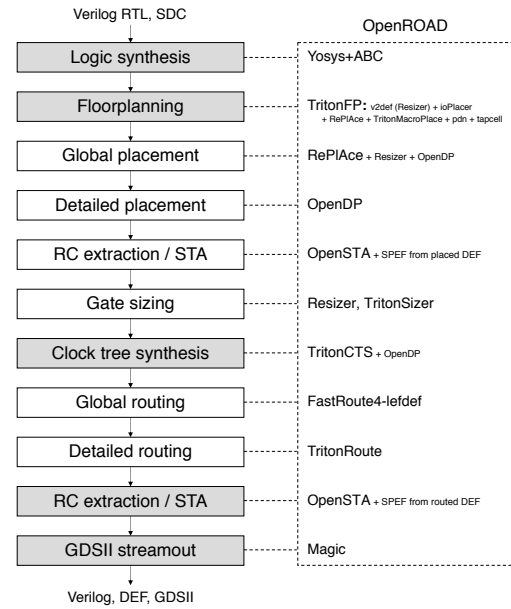 Verilog RTL, SDC
OpenROAD
Logic synthesis
Yosys+ABC
Floorplanning
TritonFP: v2def (Resizer) + ioPlacer
+ RePlAce + TritonMacroPlace + pdn + tapcell
Global placement
RePlAce + Resizer + OpenDP
Detailed placement
OpenDP
RC extraction / STA
OpenSTA + SPEF from placed DEF
Gate sizing
Resizer, TritonSizer
Clock tree synthesis
TritonCTS + OpenDP
Global routing
FastRoute4-lefdef
Detailed routing
TritonRoute
RC extraction / STA
OpenSTA + SPEF from routed DEF
GDSII streamout
Magic
Verilog, DEF, GDSII